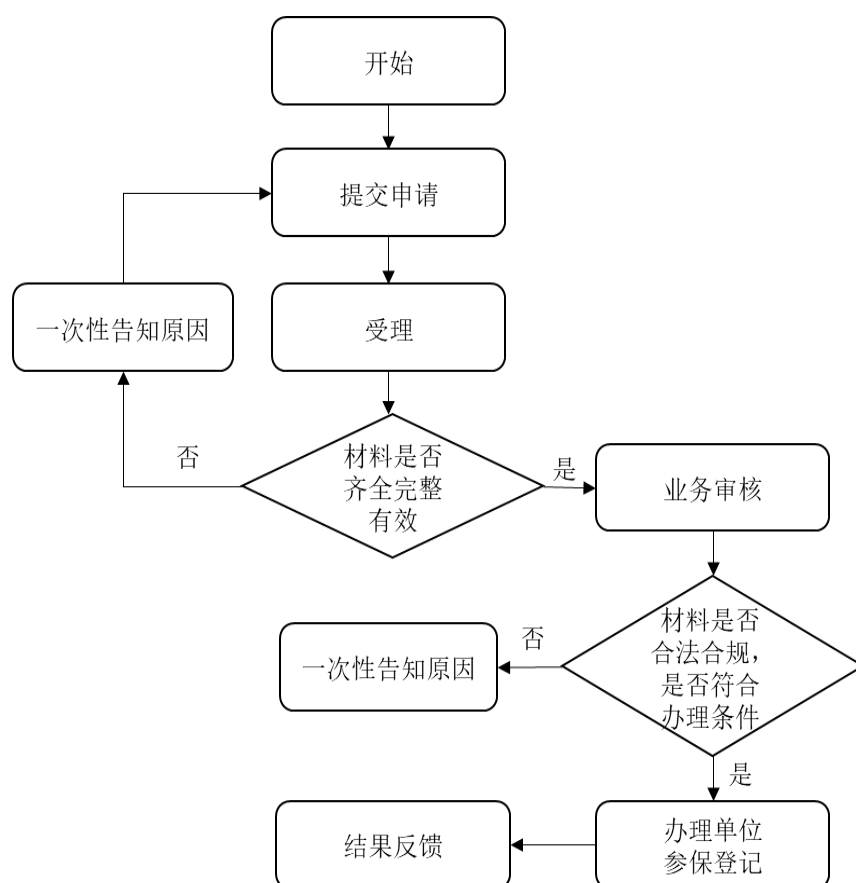 开始
提交申请
一次性告知原因
受理
否
材料是否
齐全完整
有效
是
业务审核
材料是否
合法合规，
是否符合
办理条件
否
一次性告知原因
是
办理单位
参保登记
结果反馈